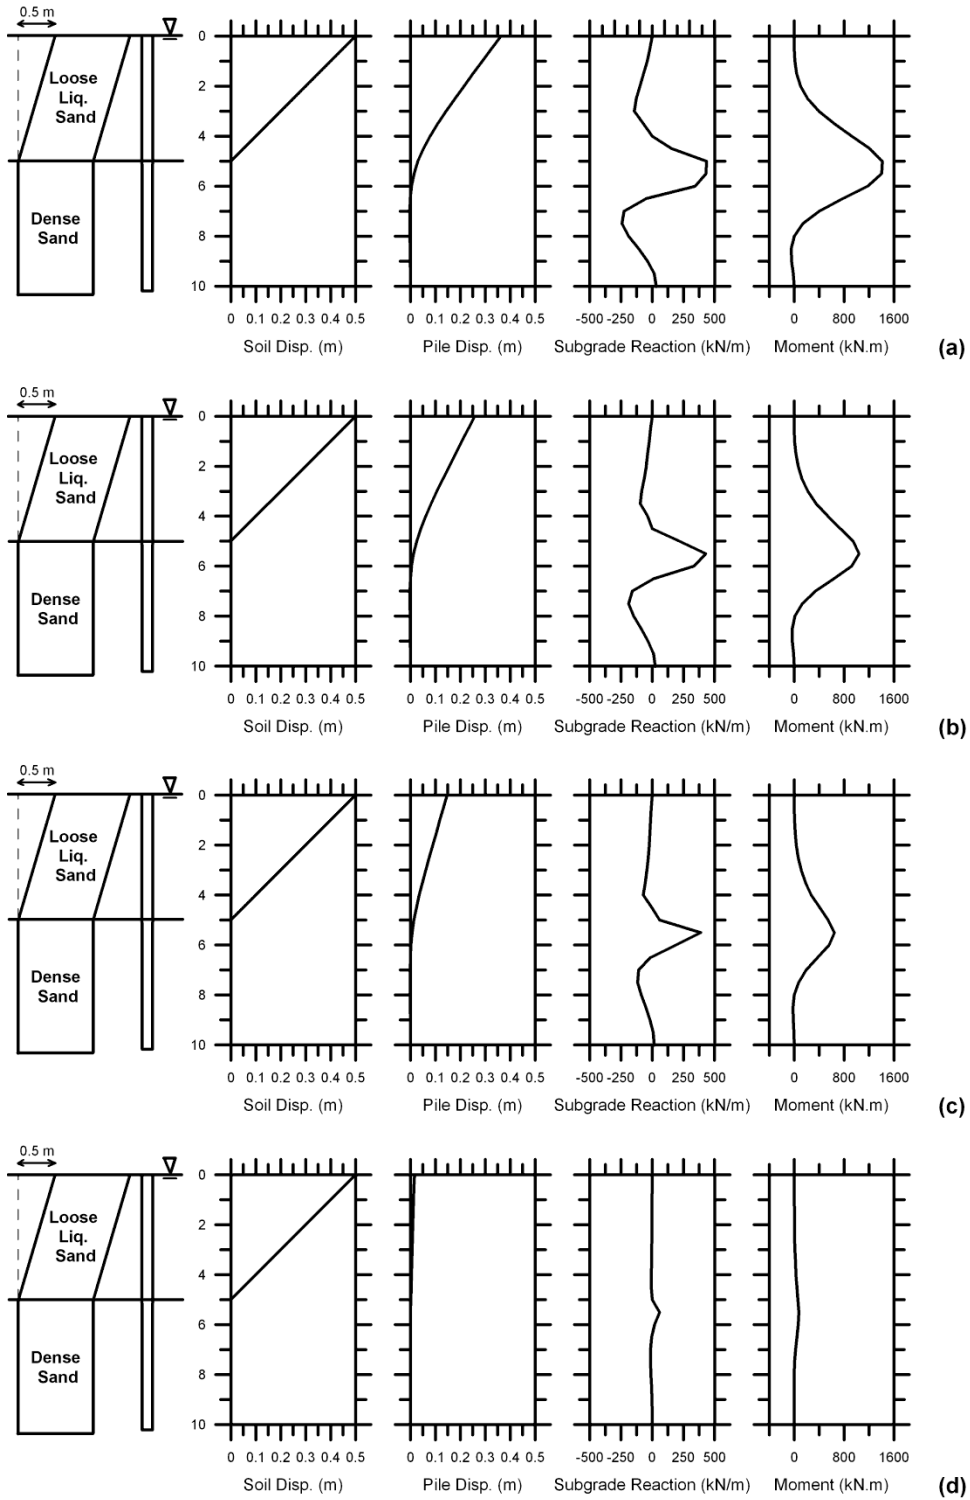 0.5 m
Loose
Liq.
Sand
Dense
Sand
0
2
4
6
8
10
0 0.1 0.2 0.3 0.4 0.5
Soil Disp. (m)
0 0.1 0.2 0.3 0.4 0.5
Pile Disp. (m)
-500 -250 0 250 500
Subgrade Reaction (kN/m)
0 800 1600
Moment (kN.m)
(a)
0.5 m
Loose
Liq.
Sand
Dense
Sand
0
2
4
6
8
10
0 0.1 0.2 0.3 0.4 0.5
Soil Disp. (m)
0 0.1 0.2 0.3 0.4 0.5
Pile Disp. (m)
-500 -250 0 250 500
Subgrade Reaction (kN/m)
0 800 1600
Moment (kN.m)
(b)
0.5 m
Loose
Liq.
Sand
Dense
Sand
0
2
4
6
8
10
0 0.1 0.2 0.3 0.4 0.5
Soil Disp. (m)
0 0.1 0.2 0.3 0.4 0.5
Pile Disp. (m)
-500 -250 0 250 500
Subgrade Reaction (kN/m)
0 800 1600
Moment (kN.m)
(c)
0.5 m
Loose
Liq.
Sand
Dense
Sand
0
2
4
6
8
10
0 0.1 0.2 0.3 0.4 0.5
Soil Disp. (m)
0 0.1 0.2 0.3 0.4 0.5
Pile Disp. (m)
-500 -250 0 250 500
Subgrade Reaction (kN/m)
0 800 1600
Moment (kN.m)
(d)